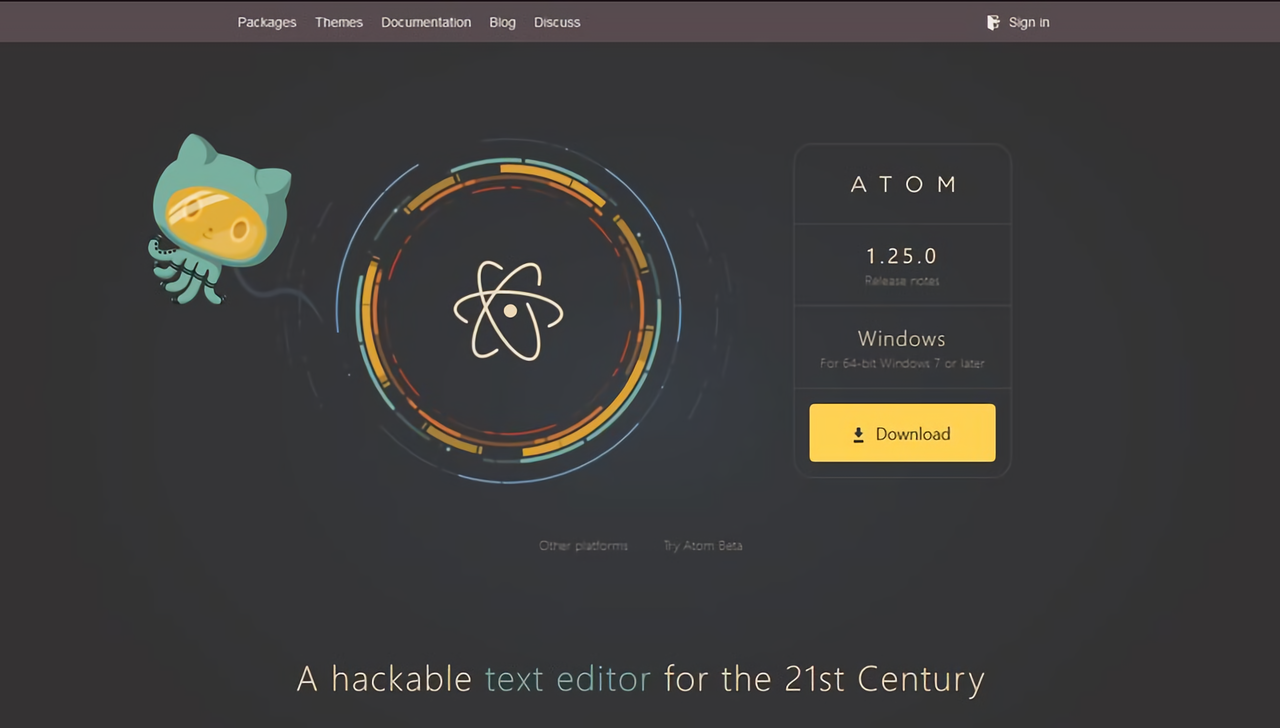 Packages Themes Documentation Blog Discuss Sign in
ATOM
1.25.0
Release notes
Windows
For 64-bit Windows 7 or later
Download
Other platforms Try Atom Beta
A hackable text editor for the 21st Century